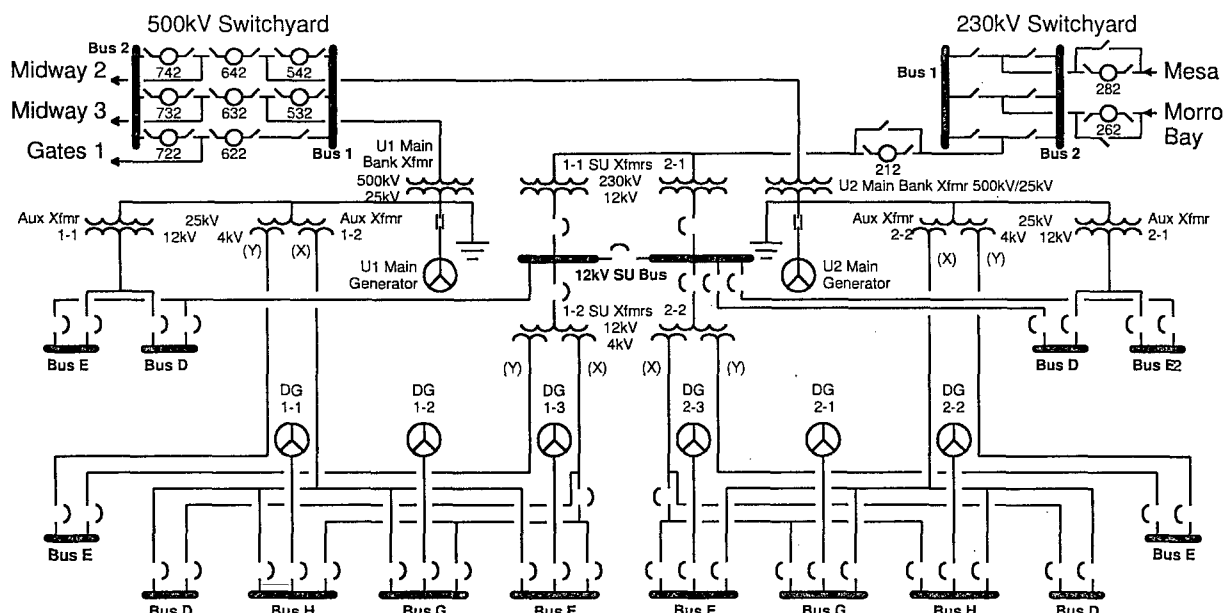 500kV Switchyard
230kV Switchyard
Bus 2
742 642 542
Midway 2
732 632 532
Midway 3
722 622
Bus 1
Gates 1
Bus 1
282
Mesa
262
Morro
Bay
Bus 2
212
U1 Main
Bank Xfmr
500kV
25kV
1-1 SU Xfmrs 2-1
230kV
12kV
U2 Main Bank Xfmr 500kV/25kV
Aux Xfmr
1-1
25kV
12kV 4kV
(Y) (X)
Aux Xfmr
1-2
U1 Main
Generator
12kV SU Bus
U2 Main
Generator
Aux Xfmr
2-2
(X) (Y)
25kV
4kV 12kV
Aux Xfmr
2-1
1-2 SU Xfmrs 2-2
12kV
4kV
(Y) (X) (X) (Y)
Bus E Bus D
Bus D Bus E2
DG
1-1
DG
1-2
DG
1-3
DG
2-3
DG
2-1
DG
2-2
Bus E
Bus E
Bus D Bus H Bus G Bus F Bus F Bus G Bus H Bus D